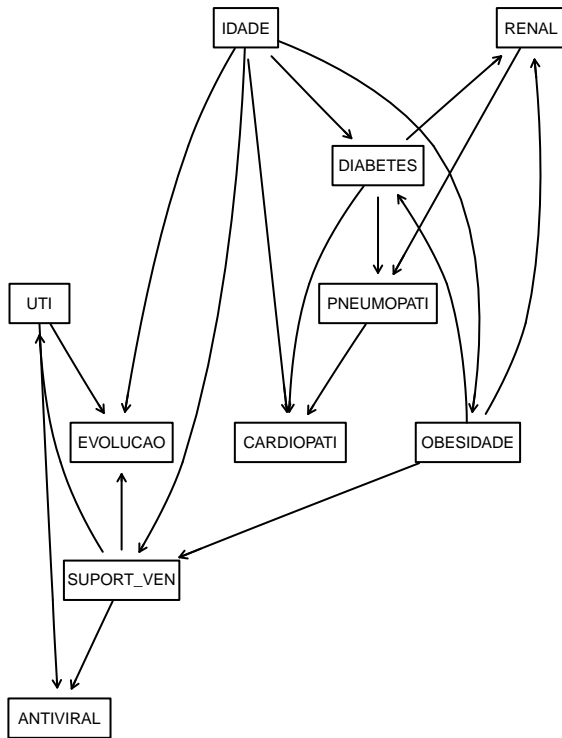 IDADE
RENAL
DIABETES
UTI
PNEUMOPATI
EVOLUCAO
CARDIOPATI
OBESIDADE
SUPORT_VEN
ANTIVIRAL